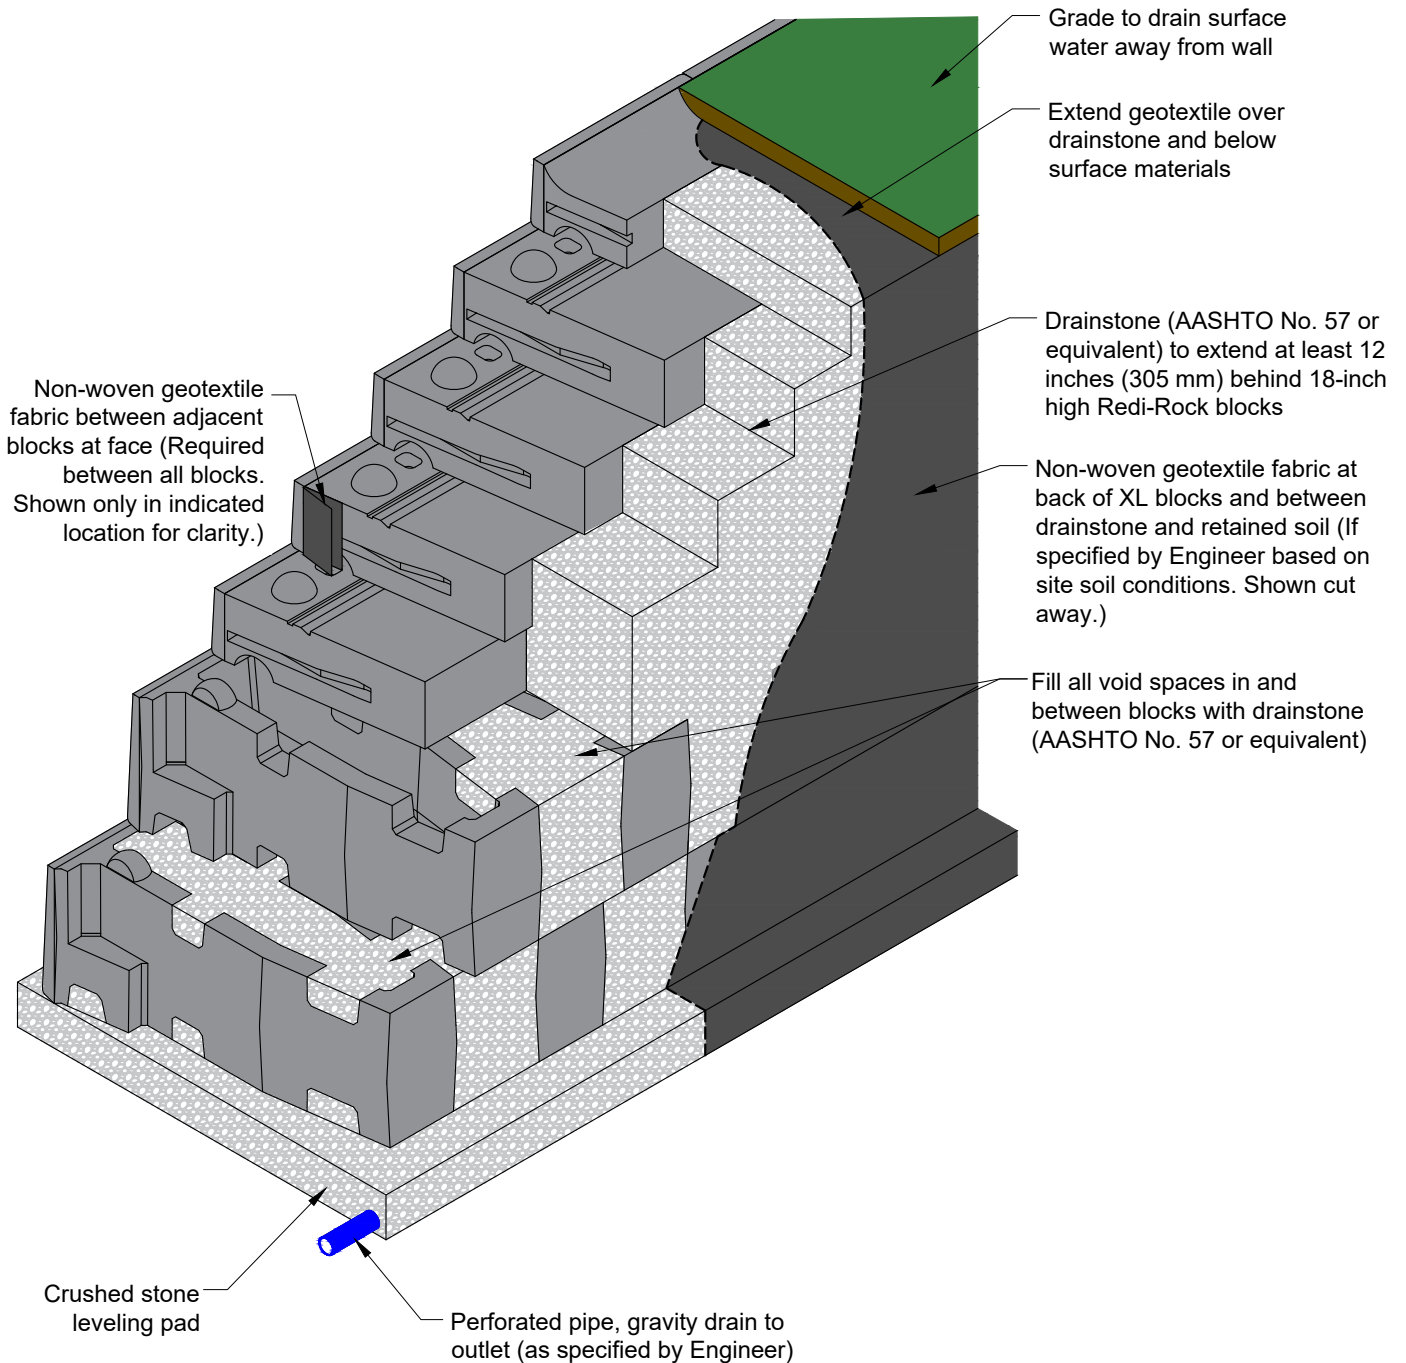 Grade to drain surface
water away from wall
Extend geotextile over
drainstone and below
surface materials
Drainstone (AASHTO No. 57 or
equivalent) to extend at least 12
inches (305 mm) behind 18-inch
high Redi-Rock blocks
Non-woven geotextile
fabric between adjacent
blocks at face (Required
between all blocks.
Shown only in indicated
location for clarity.)
Non-woven geotextile fabric at
back of XL blocks and between
drainstone and retained soil (If
specified by Engineer based on
site soil conditions. Shown cut
away.)
Fill all void spaces in and
between blocks with drainstone
(AASHTO No. 57 or equivalent)
Crushed stone
leveling pad
Perforated pipe, gravity drain to
outlet (as specified by Engineer)